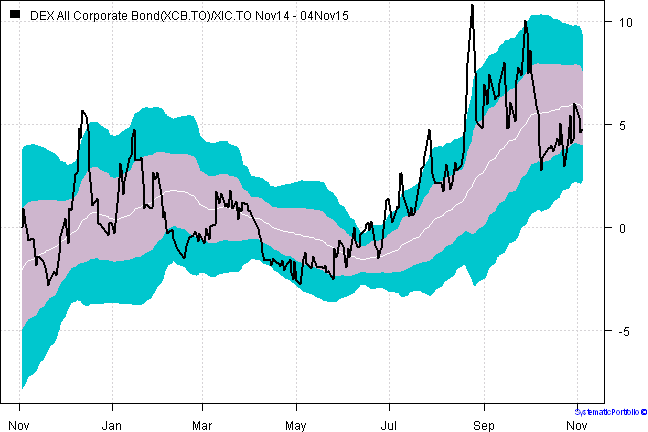 DEX All Corporate Bond(XCB.TO)/XIC.TO Nov14 - 04Nov15
10
5
0
-5
SystematicPortfolio ©
Nov Jan Mar May Jul Sep Nov